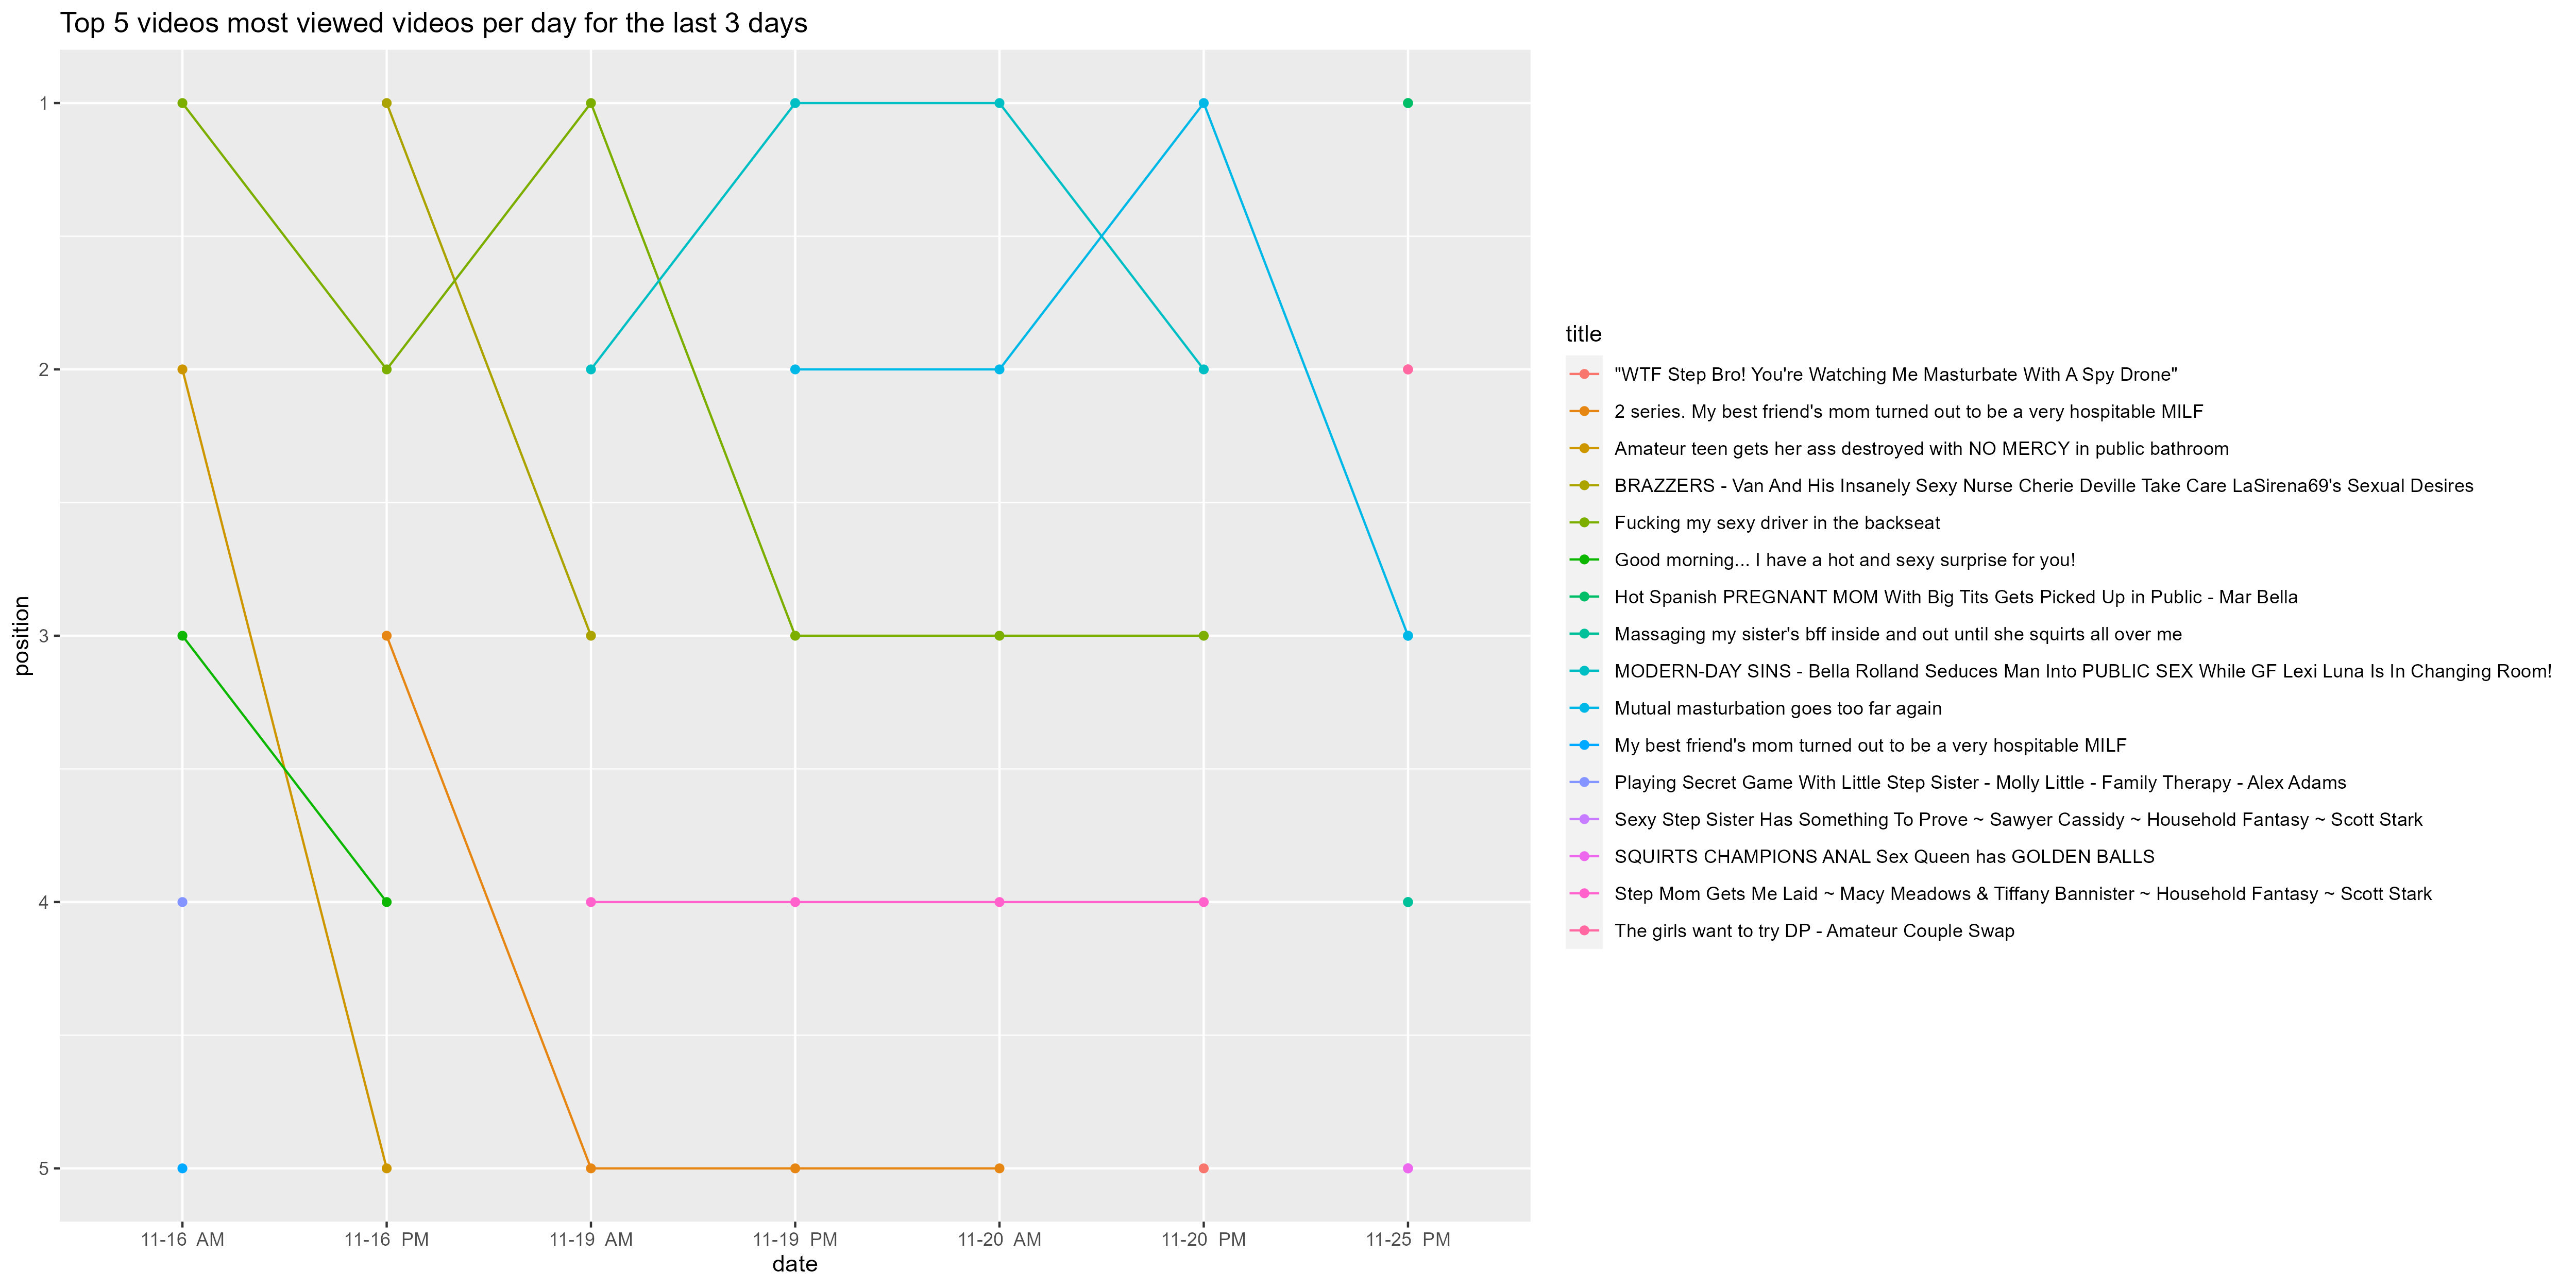 Top 5 videos most viewed videos per day for the last 3 days
position
1
2
3
4
5
11-16 AM
11-16 PM
11-19 AM
11-19 PM
11-20 AM
11-20 PM
11-25 PM
date
title
"WTF Step Bro! You're Watching Me Masturbate With A Spy Drone"
2 series. My best friend's mom turned out to be a very hospitable MILF
Amateur teen gets her ass destroyed with NO MERCY in public bathroom
BRAZZERS - Van And His Insanely Sexy Nurse Cherie Deville Take Care LaSirena69's Sexual Desires
Fucking my sexy driver in the backseat
Good morning... I have a hot and sexy surprise for you!
Hot Spanish PREGNANT MOM With Big Tits Gets Picked Up in Public - Mar Bella
Massaging my sister's bff inside and out until she squirts all over me
MODERN-DAY SINS - Bella Rolland Seduces Man Into PUBLIC SEX While GF Lexi Luna Is In Changing Room!
Mutual masturbation goes too far again
My best friend's mom turned out to be a very hospitable MILF
Playing Secret Game With Little Step Sister - Molly Little - Family Therapy - Alex Adams
Sexy Step Sister Has Something To Prove ~ Sawyer Cassidy ~ Household Fantasy ~ Scott Stark
SQUIRTS CHAMPIONS ANAL Sex Queen has GOLDEN BALLS
Step Mom Gets Me Laid ~ Macy Meadows & Tiffany Bannister ~ Household Fantasy ~ Scott Stark
The girls want to try DP - Amateur Couple Swap